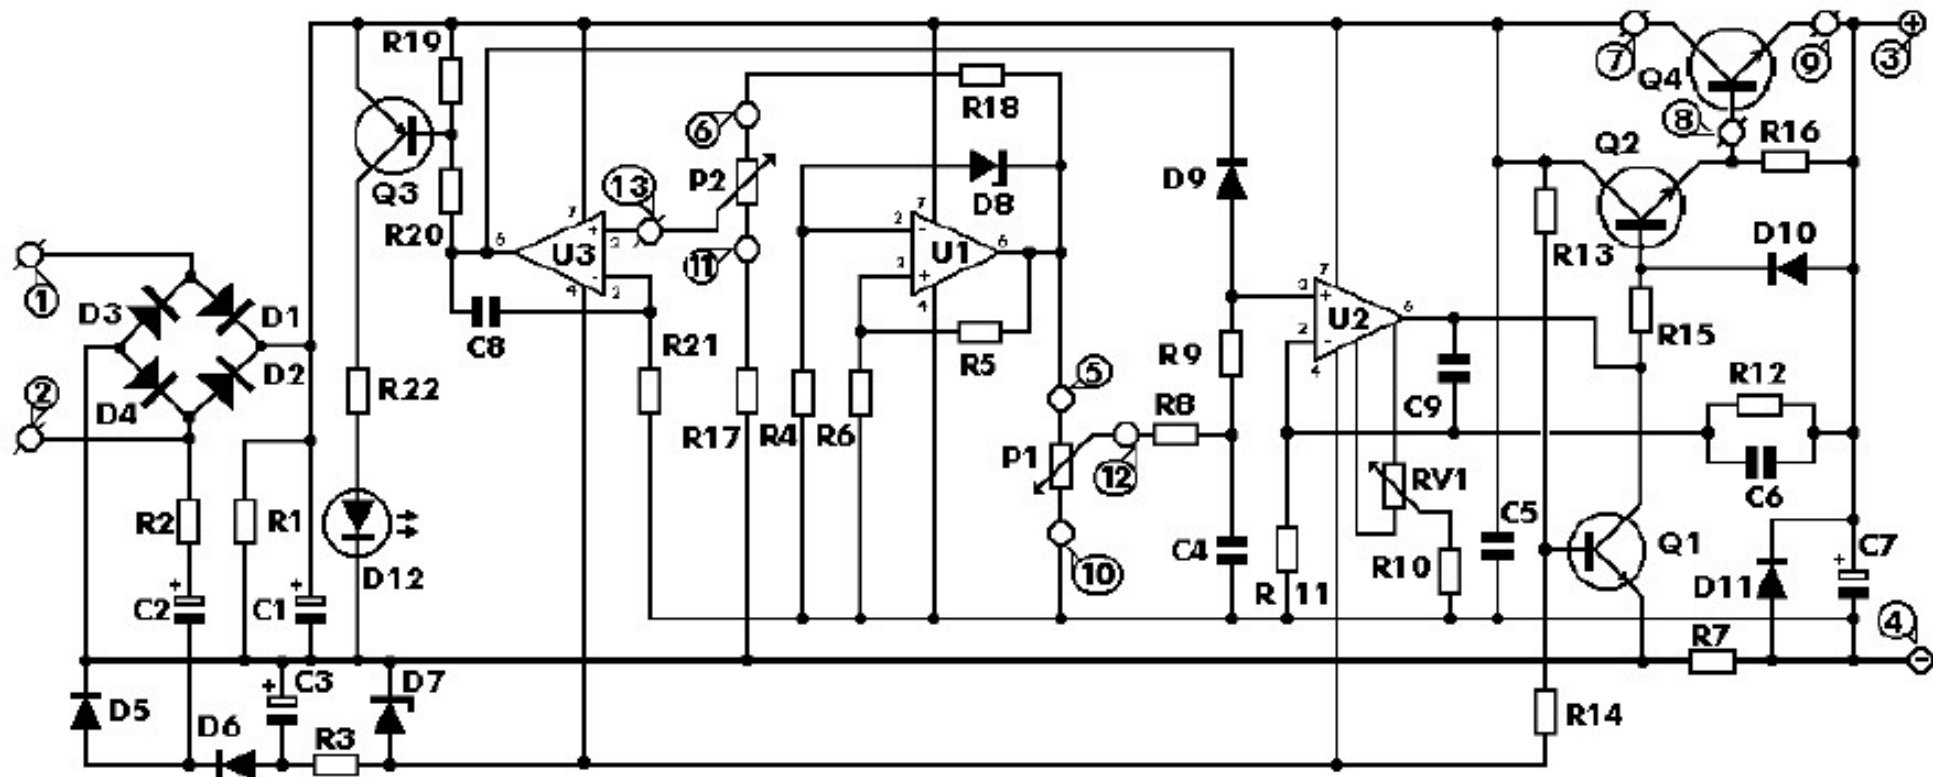 R19
7
9
3
Q4
R18
6
8
Q2
R16
P2
13
D9
Q3
D8
7
7
R20
6
+
3
2
-
6
U3
11
U1
R13
D10
3
+
1
-
2
7
4
4
3
+
6
D3
D1
U2
R15
C8
R21
R5
2
-
R9
D2
5
4
R12
2
R22
R8
C9
D4
R17
R4
R6
P1
12
RV1
C6
R2
R1
C5
C4
Q1
+
C7
10
R10
D12
+
+
R 11
D11
C2
C1
4
R7
+
C3
D7
-
D5
D6
R14
R3